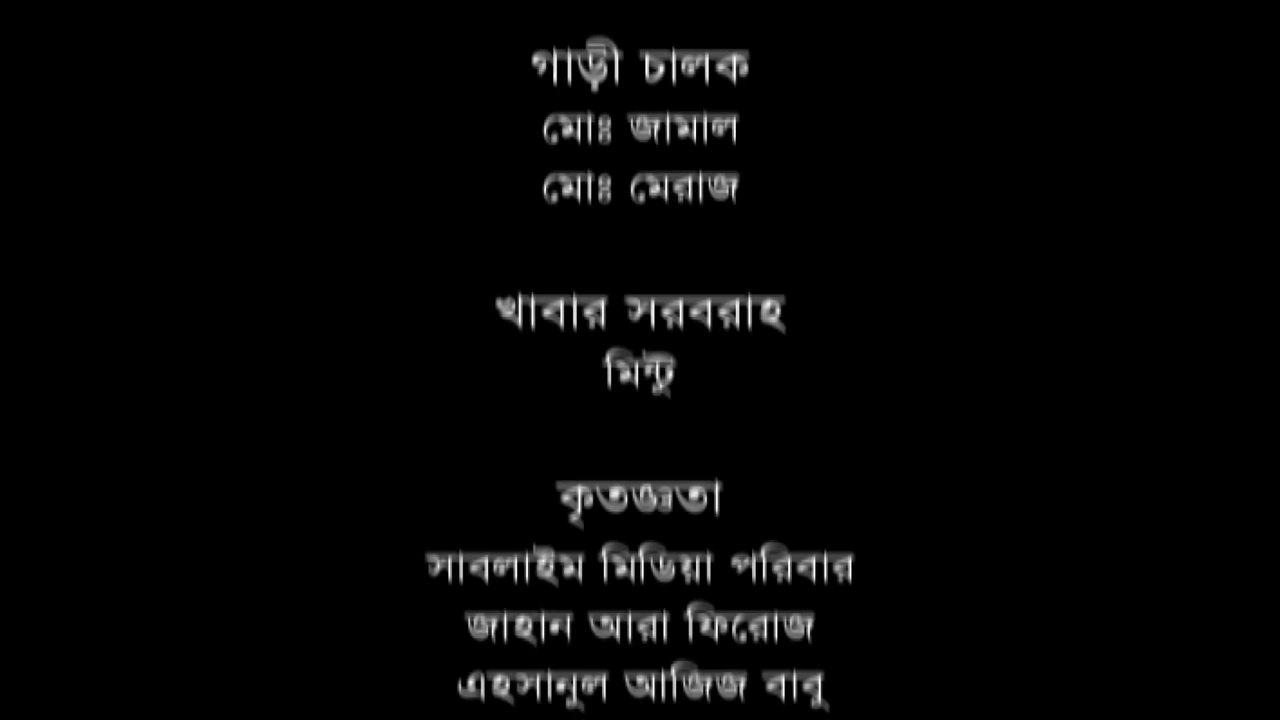 গাড়ী চালক
মোঃ জামাল
মোঃ মেরাজ
খাবার সরবরাহ
মিন্টু
কৃতজ্ঞতা
সাবলাইম মিডিয়া পরিবার
জাহান আরা ফিরোজ
এহসানুল আজিজ বাবু